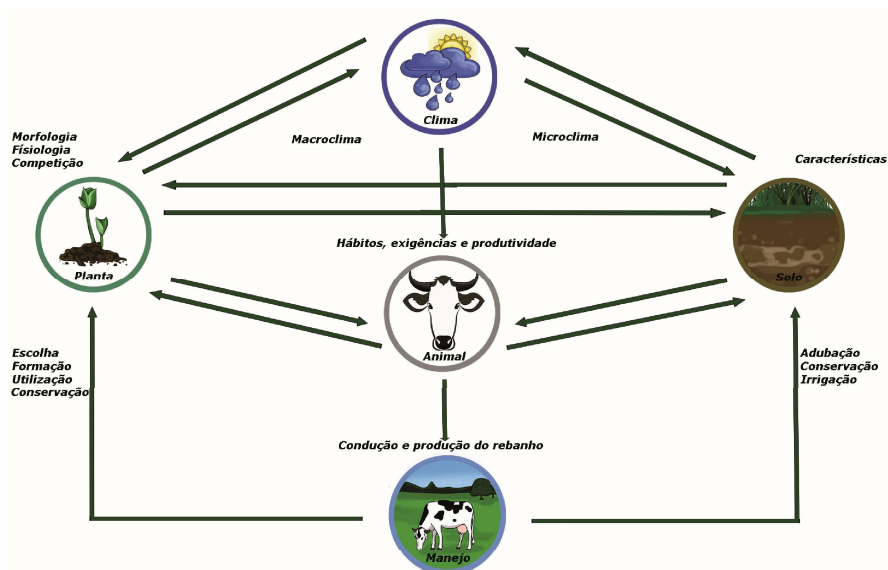 Clima
Morfologia
Físiologia
Competição
Macroclima
Microclima
Características
Planta
Hábitos, exigências e produtividade
Solo
Animal
Escolha
Formação
Utilização
Conservação
Adubação
Conservação
Irrigação
Condução e produção do rebanho
Manejo